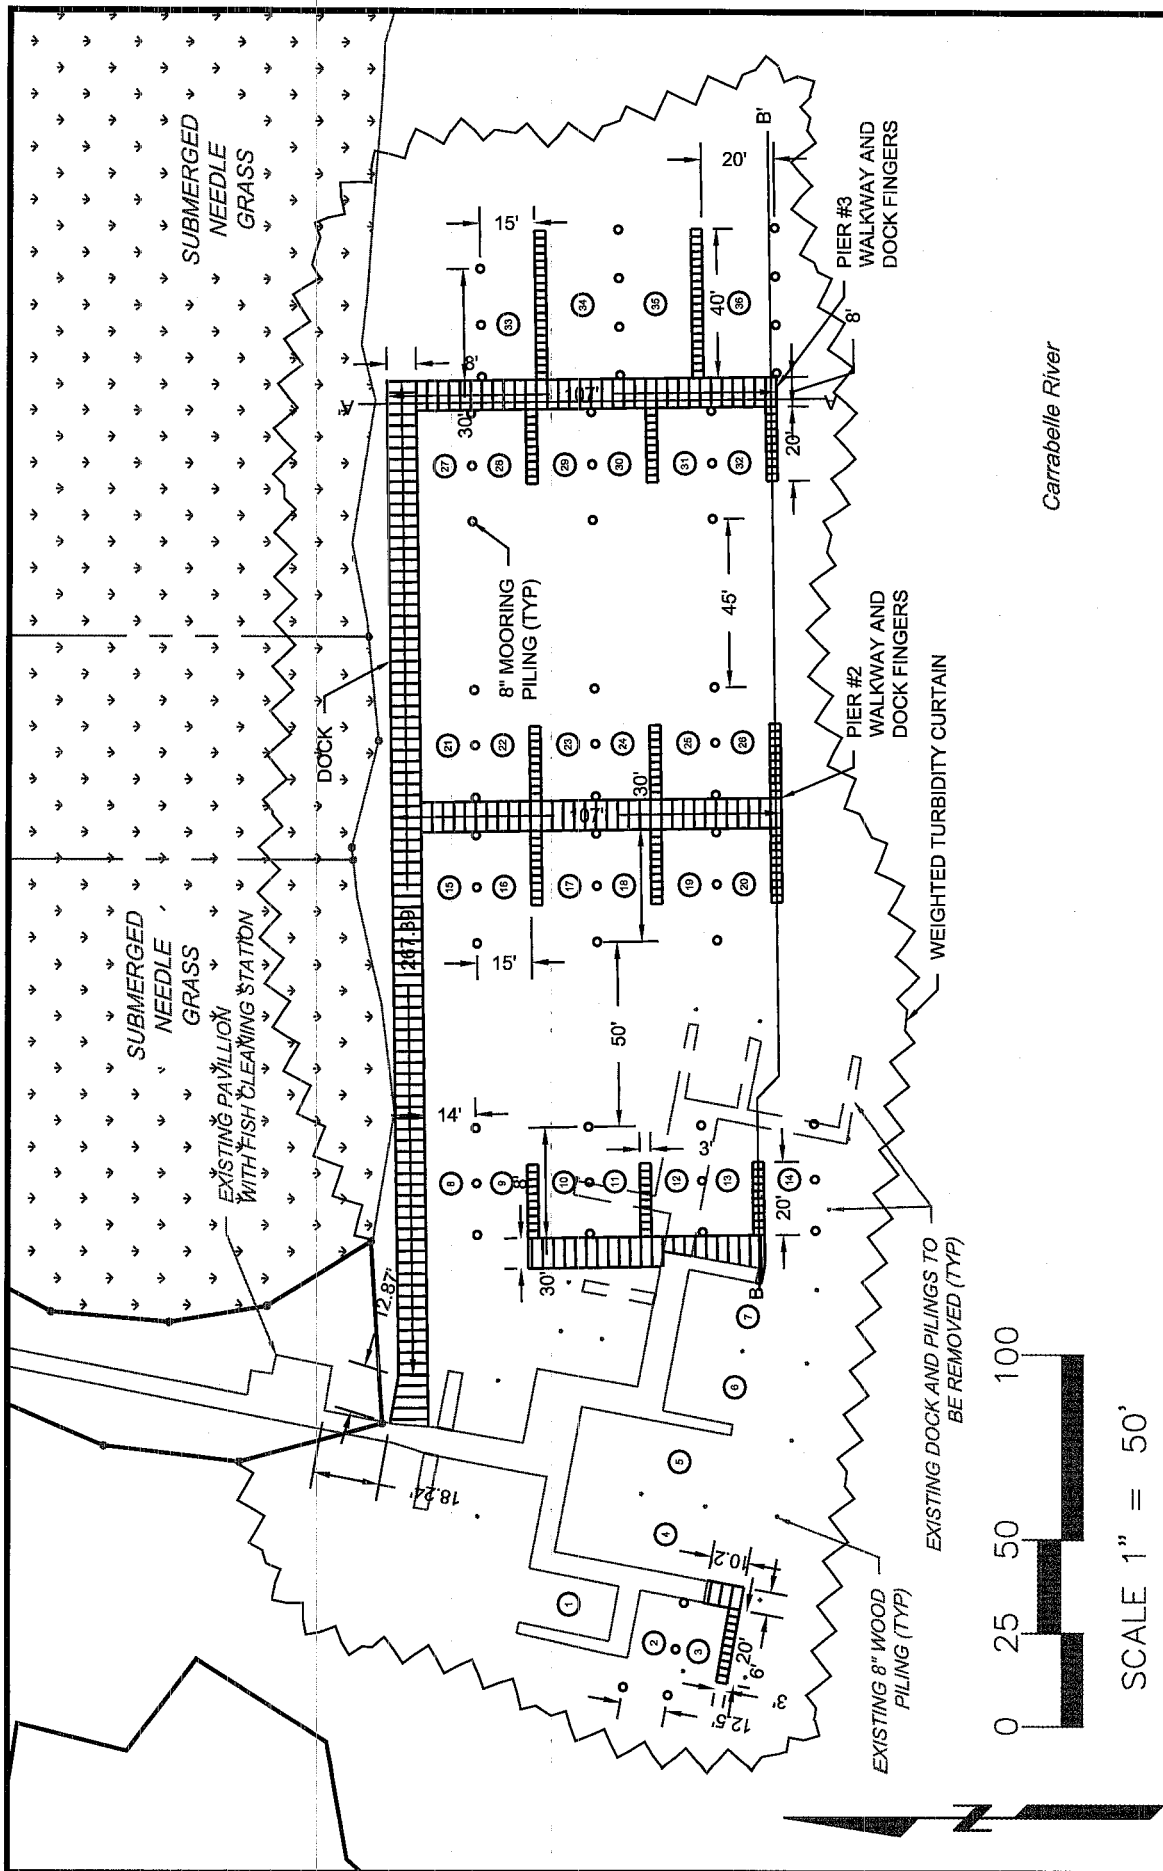 SUBMERGED
NEEDLE
GRASS
SUBMERGED
NEEDLE
GRASS
EXISTING PAVILLION
WITH FISH CLEANING STATION
DOCK
267.39
12.87'
18.24'
14'
8'
30'
50'
3'
20'
15'
30'
107'
8" MOORING
PILING (TYP)
45'
30'
8'
107'
20'
15'
40'
20'
8'
A'
A
B
B'
1
2
3
4
5
6
7
8
9
10
11
12
13
14
15
16
17
18
19
20
21
22
23
24
25
26
27
28
29
30
31
32
33
34
35
36
10.2'
20'
6'
3'
12.5'
PIER #3
WALKWAY AND
DOCK FINGERS
PIER #2
WALKWAY AND
DOCK FINGERS
WEIGHTED TURBIDITY CURTAIN
EXISTING DOCK AND PILINGS TO
BE REMOVED (TYP)
EXISTING 8" WOOD
PILING (TYP)
Carrabelle River
0
25
50
100
SCALE 1" = 50'
N